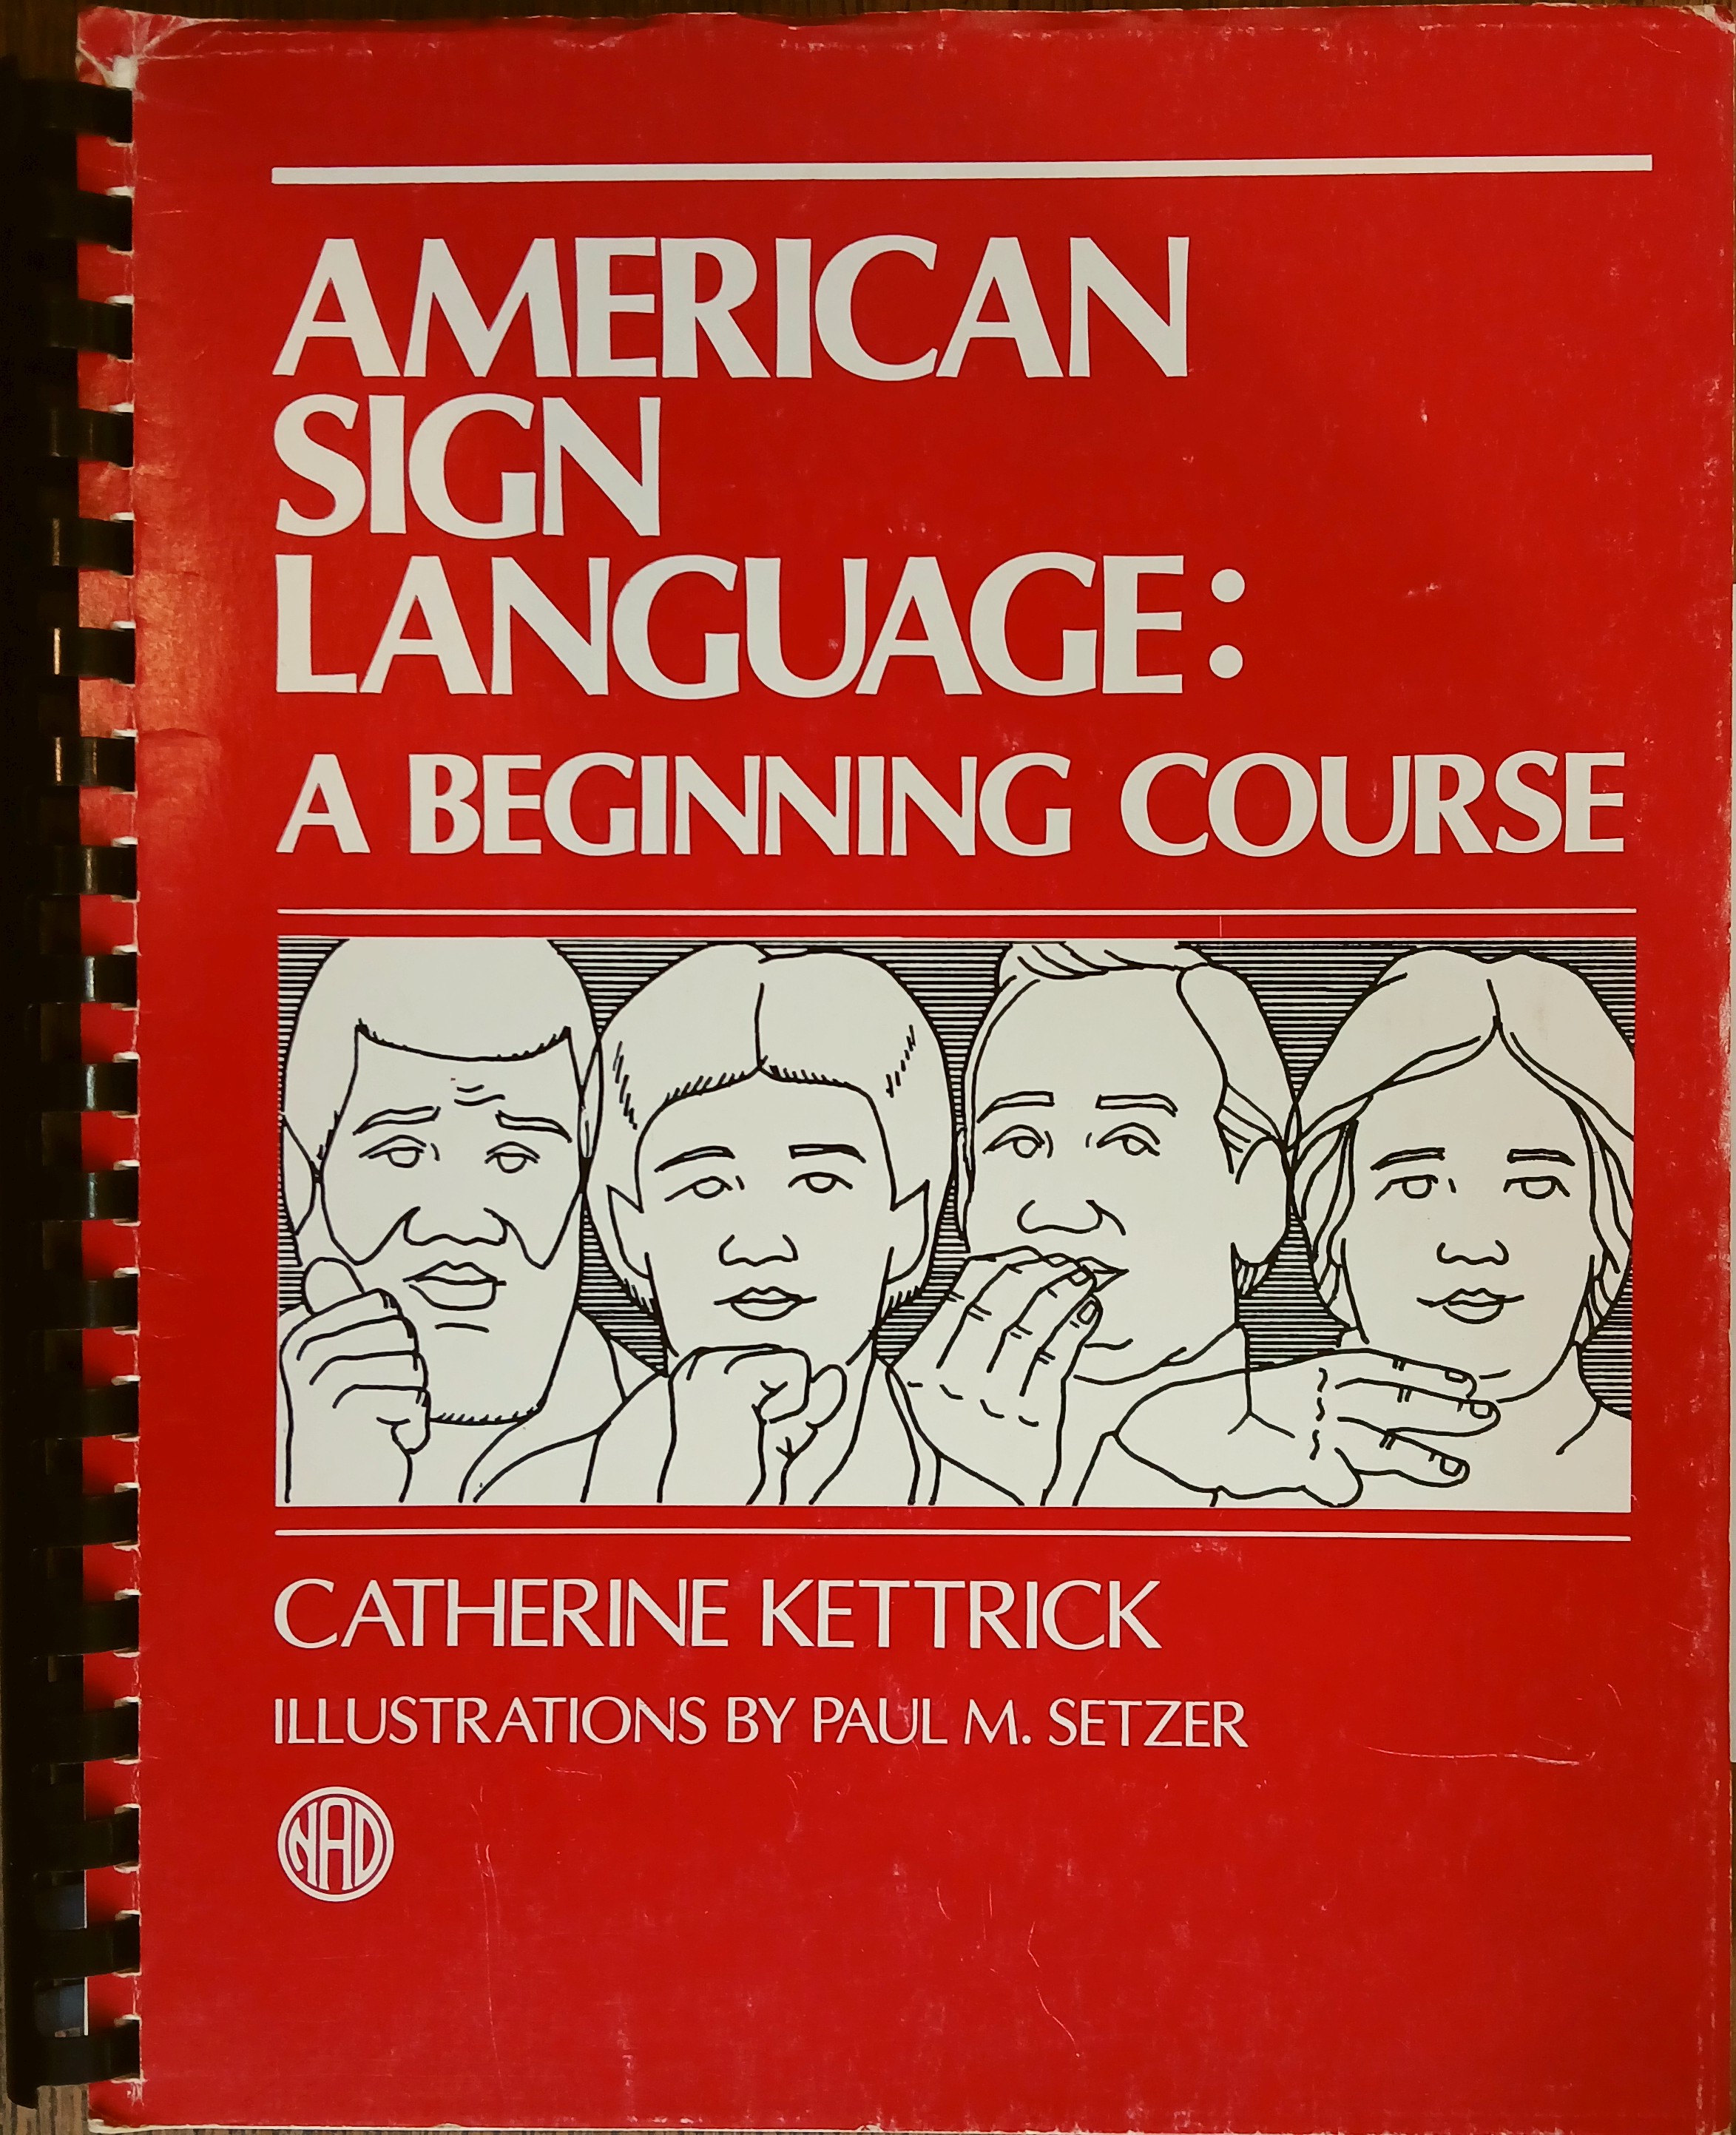 AMERICAN
SIGN
LANGUAGE:
A BEGINNING COURSE
CATHERINE KETTRICK
ILLUSTRATIONS BY PAUL M. SETZER
NAD